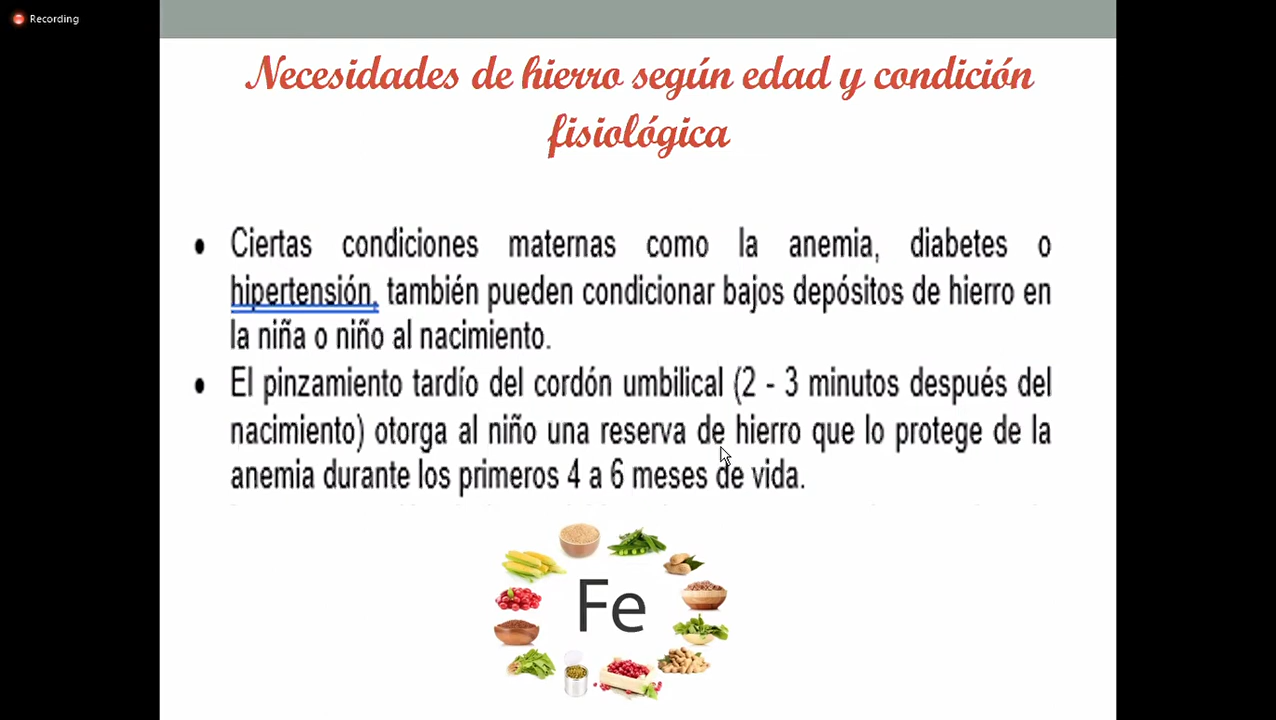 Recording
Necesidades de hierro según edad y condición
fisiológica
• Ciertas condiciones maternas como la anemia, diabetes o
hipertensión, también pueden condicionar bajos depósitos de hierro en
la niña o niño al nacimiento.
• El pinzamiento tardío del cordón umbilical (2 - 3 minutos después del
nacimiento) otorga al niño una reserva de hierro que lo protege de la
anemia durante los primeros 4 a 6 meses de vida.
Fe